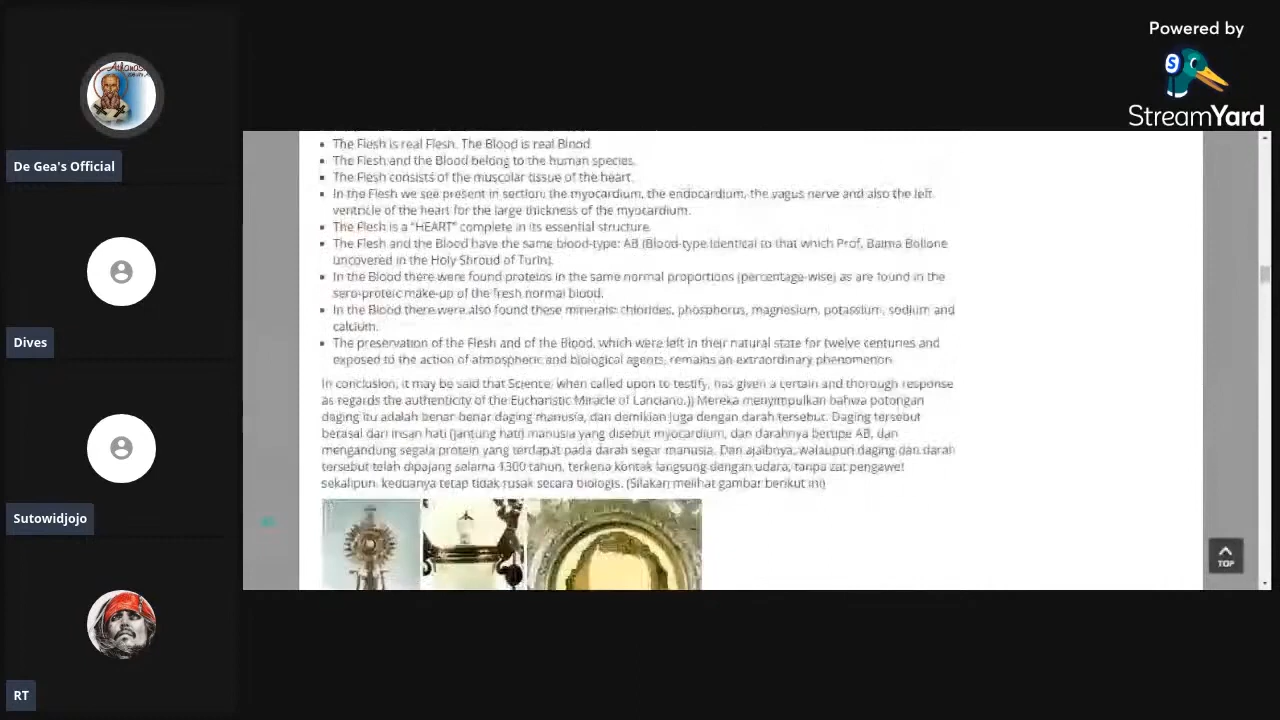 Powered by
StreamYard
De Gea's Official
Dives
Sutowidjojo
RT
The Flesh is real Flesh. The Blood is real Blood.
The Flesh and the Blood belong to the human species.
The Flesh consists of the muscular tissue of the heart.
In the Flesh we see present in section: the myocardium, the endocardium, the vagus nerve and also the left
ventricle of the heart for the large thickness of the myocardium.
The Flesh is a "HEART" complete in its essential structure.
The Flesh and the Blood have the same blood-type: AB (Blood-type identical to that which Prof. Baima Bollone
uncovered in the Holy Shroud of Turin).
In the Blood there were found proteins in the same normal proportions (percentage-wise) as are found in the
sero-proteic make-up of the fresh normal blood.
In the Blood there were also found these minerals: chlorides, phosphorus, magnesium, potassium, sodium and
calcium.
The preservation of the Flesh and of the Blood, which were left in their natural state for twelve centuries and
exposed to the action of atmospheric and biological agents, remains an extraordinary phenomenon.
In conclusion, it may be said that Science, when called upon to testify, has given a certain and thorough response
as regards the authenticity of the Eucharistic Miracle of Lanciano.)) Mereka menyimpulkan bahwa potongan
daging itu adalah benar-benar daging manusia, dan demikian juga dengan darah tersebut. Daging tersebut
berasal dari insan hati (jantung hati) manusia yang disebut myocardium, dan darahnya bertipe AB, dan
mengandung segala protein yang terdapat pada darah segar manusia. Dan ajaibnya, walaupun daging dan darah
tersebut telah dipajang selama 1300 tahun, terkena kontak langsung dengan udara, tanpa zat pengawet
sekalipun, keduanya tetap tidak rusak secara biologis. (Silakan melihat gambar berikut ini)
TOP